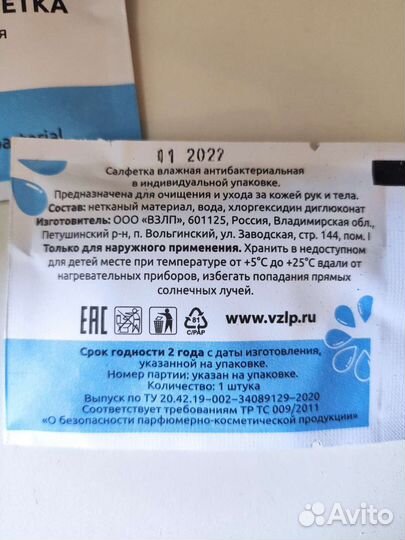 ЕТКА
я
acterial
01 2022
Салфетка влажная антибактериальная
в индивидуальной упаковке.
Предназначена для очищения и ухода за кожей рук и тела.
Состав: нетканый материал, вода, хлоргексидин диглюконат
Изготовитель: ООО «ВЗЛП», 601125, Россия, Владимирская обл.,
Петушинский р-н, п. Вольгинский, ул. Заводская, стр. 144, пом. I
Только для наружного применения. Хранить в недоступном
для детей месте при температуре от +5°С до +25°С вдали от
нагревательных приборов, избегать попадания прямых
солнечных лучей.
ЕАС
81
C/PAP
www.vzlp.ru
Срок годности 2 года с даты изготовления,
указанной на упаковке.
Номер партии: указан на упаковке.
Количество: 1 штука
Выпуск по ТУ 20.42.19–002–34089129–2020
Соответствует требованиям ТР ТС 009/2011
«О безопасности парфюмерно-косметической продукции»
Avito